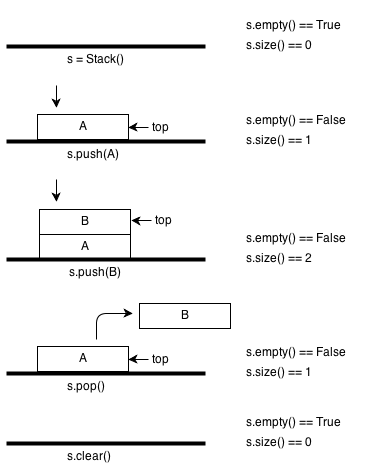 s.empty() == True
s.size() == 0
s = Stack()
A
top
s.empty() == False
s.size() == 1
s.push(A)
B
top
A
s.empty() == False
s.size() == 2
s.push(B)
B
A
top
s.empty() == False
s.size() == 1
s.pop()
s.empty() == True
s.size() == 0
s.clear()